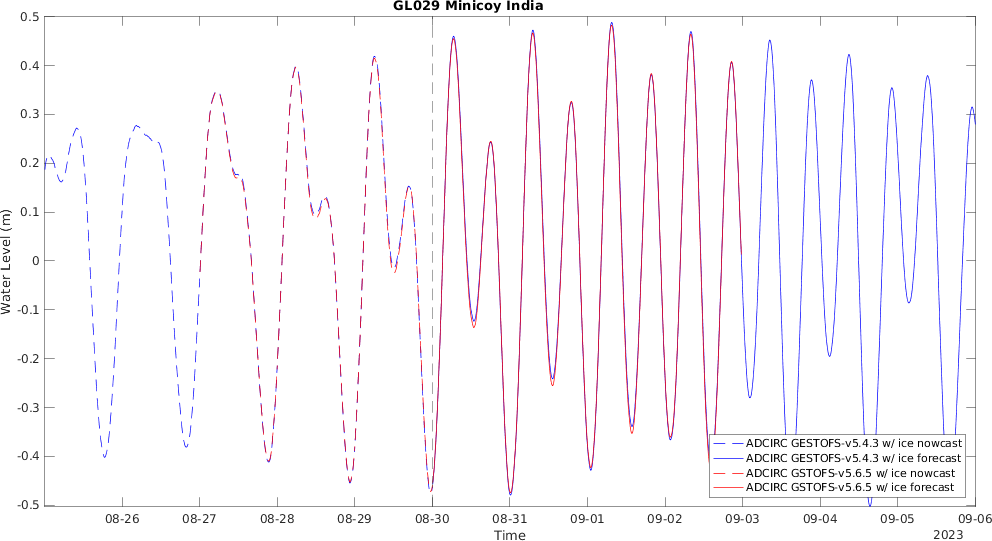 GL029 Minicoy India
0.5
0.4
0.3
0.2
0.1
0
-0.1
-0.2
-0.3
-0.4
-0.5
Water Level (m)
ADCIRC GESTOFS-v5.4.3 w/ ice nowcast
ADCIRC GESTOFS-v5.4.3 w/ ice forecast
ADCIRC GSTOFS-v5.6.5 w/ ice nowcast
ADCIRC GSTOFS-v5.6.5 w/ ice forecast
08-26 08-27 08-28 08-29 08-30 08-31 09-01 09-02 09-03 09-04 09-05 09-06
Time
2023